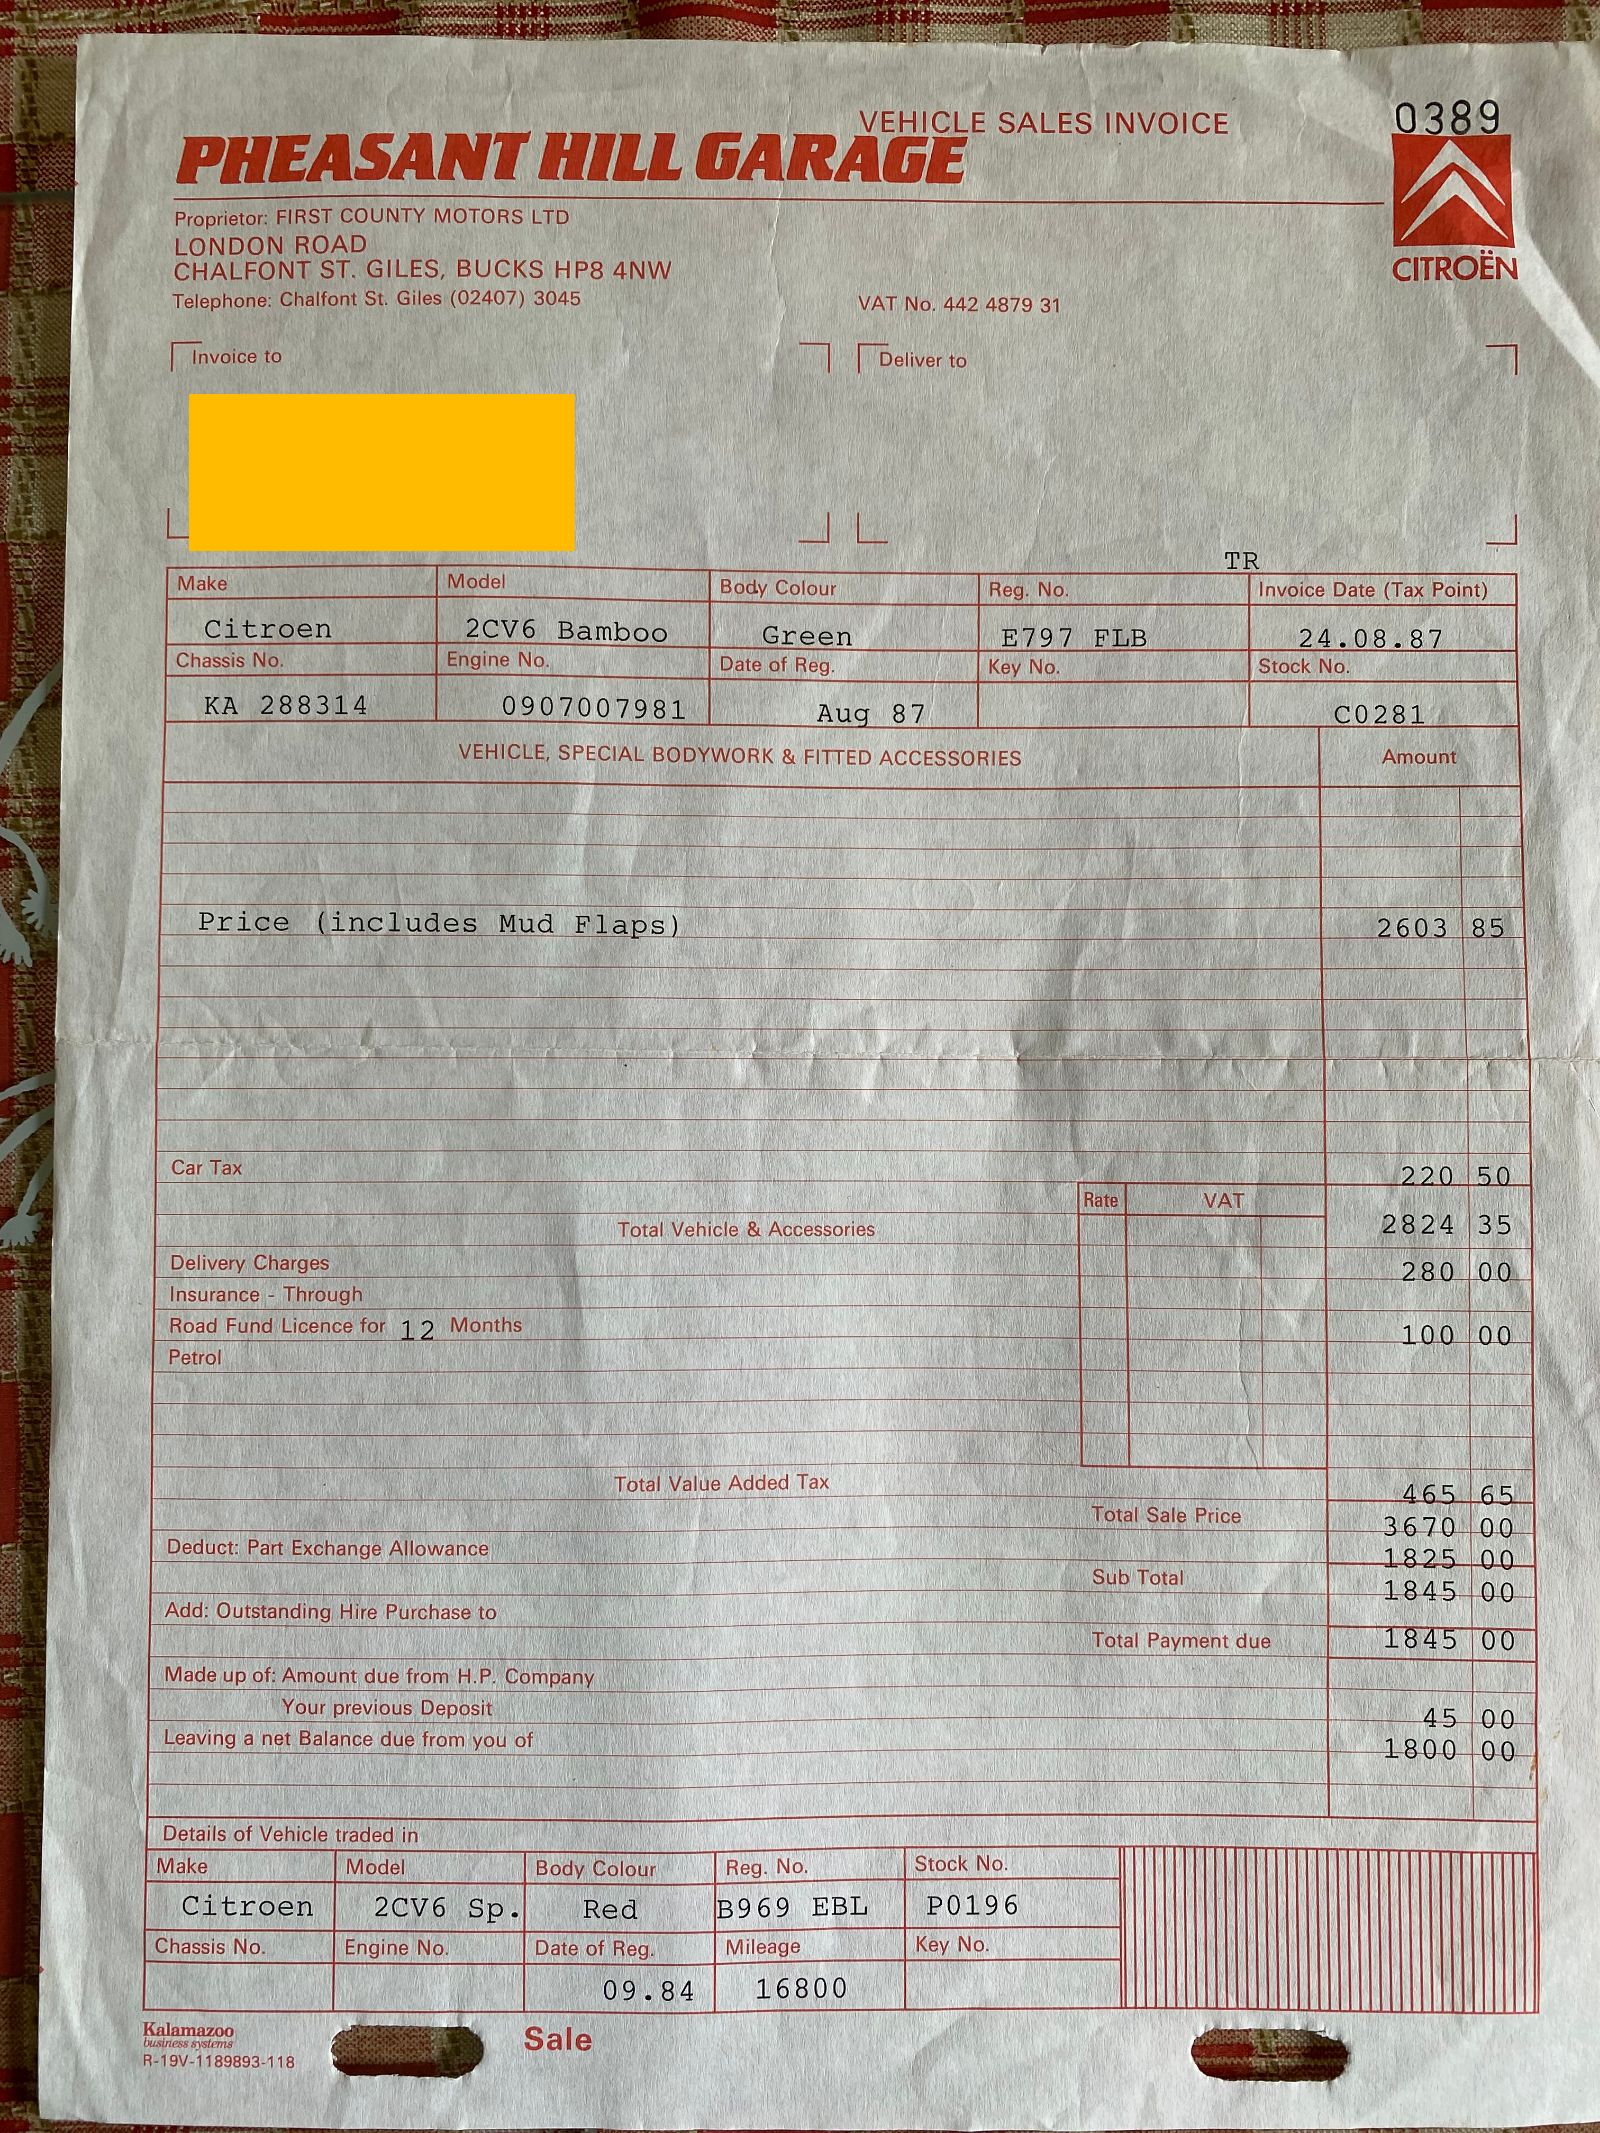 VEHICLE SALES INVOICE
0389
PHEASANT HILL GARAGE
Proprietor: FIRST COUNTY MOTORS LTD
LONDON ROAD
CHALFONT ST. GILES, BUCKS HP8 4NW
Telephone: Chalfont St. Giles (02407) 3045
VAT No. 442 4879 31
CITROËN
Invoice to
Deliver to
TR
Make Model Body Colour Reg. No. Invoice Date (Tax Point)
Citroen 2CV6 Bamboo Green E797 FLB 24.08.87
Chassis No. Engine No. Date of Reg. Key No. Stock No.
KA 288314 0907007981 Aug 87 C0281
VEHICLE, SPECIAL BODYWORK & FITTED ACCESSORIES Amount
Price (includes Mud Flaps) 2603 85
Car Tax 220 50
Rate VAT
Total Vehicle & Accessories 2824 35
Delivery Charges 280 00
Insurance - Through
Road Fund Licence for 12 Months 100 00
Petrol
Total Value Added Tax 465 65
Total Sale Price 3670 00
Deduct: Part Exchange Allowance 1825 00
Sub Total 1845 00
Add: Outstanding Hire Purchase to
Total Payment due 1845 00
Made up of: Amount due from H.P. Company
Your previous Deposit 45 00
Leaving a net Balance due from you of 1800 00
Details of Vehicle traded in
Make Model Body Colour Reg. No. Stock No.
Citroen 2CV6 Sp. Red B969 EBL P0196
Chassis No. Engine No. Date of Reg. Mileage Key No.
09.84 16800
Kalamazoo
business systems
R-19V-1189893-118
Sale